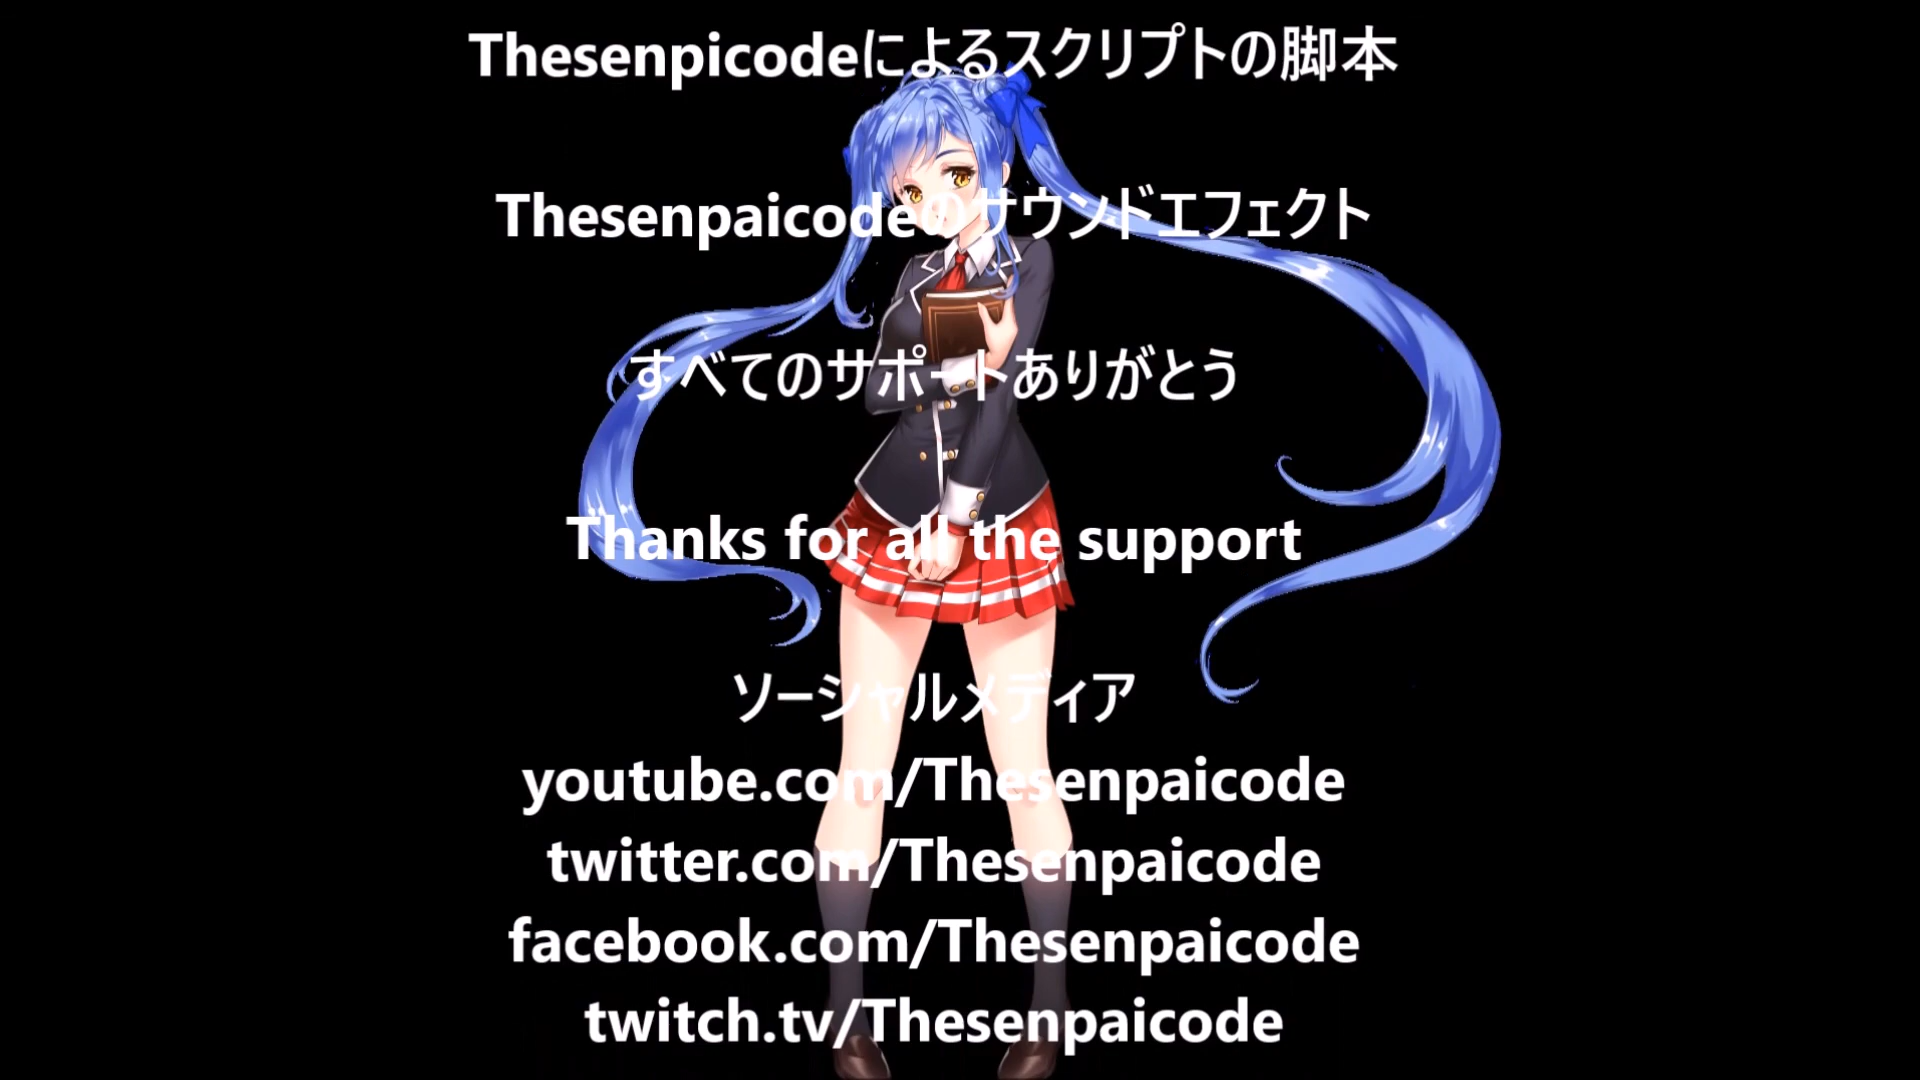 Thesenpicodeによるスクリプトの脚本
Thesenpaicodeのサウンドエフェクト
すべてのサポートありがとう
Thanks for all the support
ソーシャルメディア
youtube.com/Thesenpaicode
twitter.com/Thesenpaicode
facebook.com/Thesenpaicode
twitch.tv/Thesenpaicode